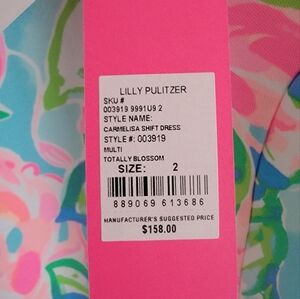 LILLY PULITZER
SKU #
003919 9991U9 2
STYLE NAME:
CARMELISA SHIFT DRESS
STYLE #: 003919
MULTI
TOTALLY BLOSSOM
SIZE: 2
889069 613686
MANUFACTURER'S SUGGESTED PRICE
$158.00